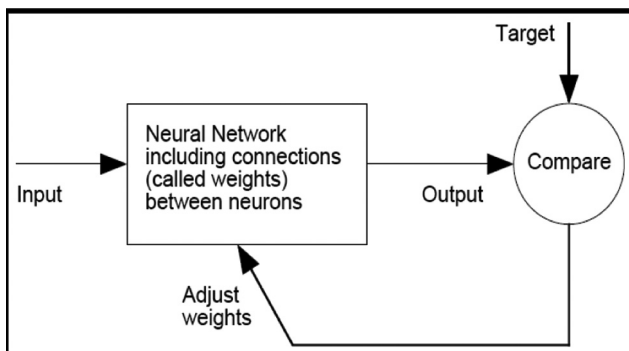 Target
Neural Network
including connections
(called weights)
between neurons
Compare
Input
Output
Adjust
weights